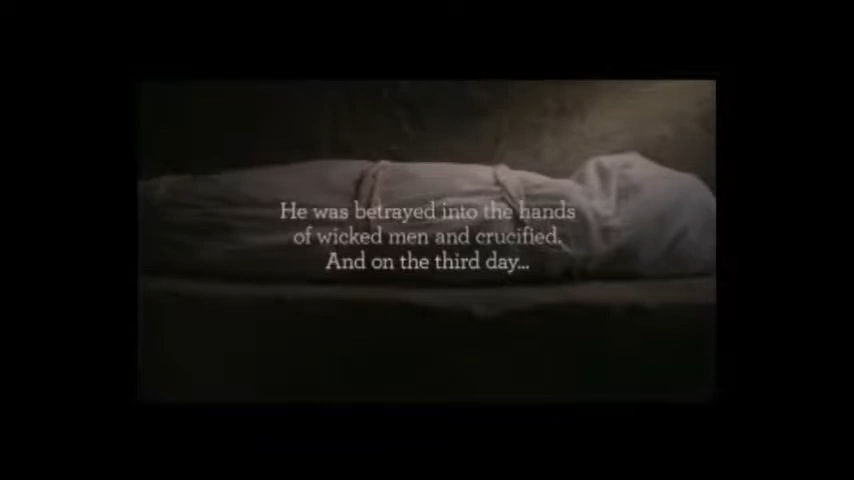 He was betrayed into the hands
of wicked men and crucified.
And on the third day...